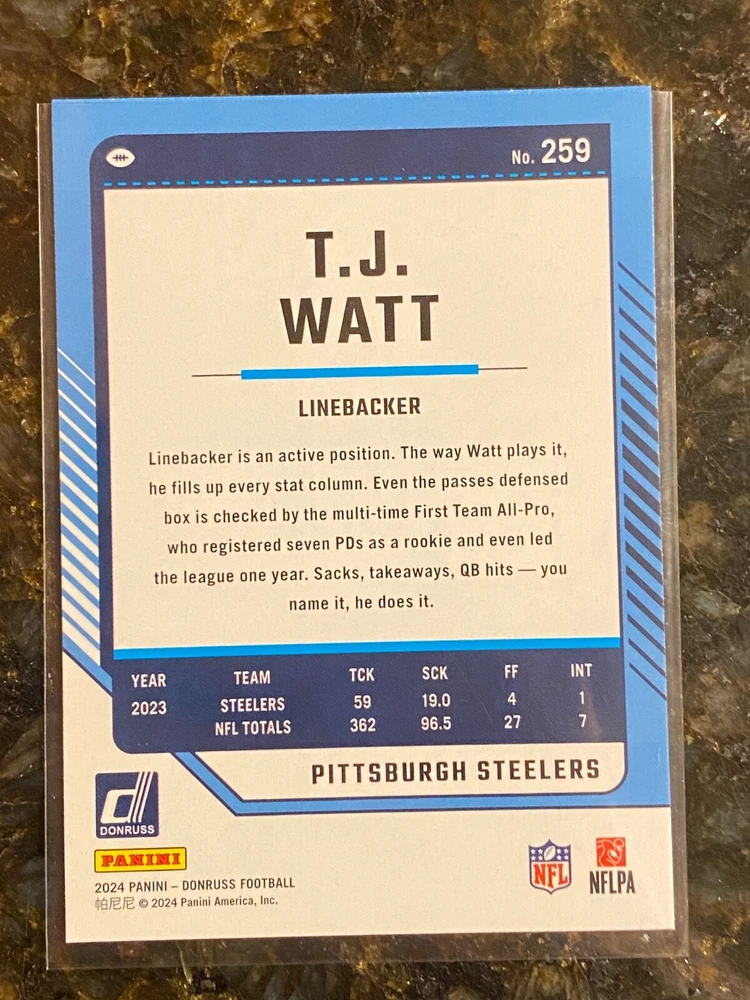 No. 259
T.J.
WATT
LINEBACKER
Linebacker is an active position. The way Watt plays it,
he fills up every stat column. Even the passes defensed
box is checked by the multi-time First Team All-Pro,
who registered seven PDs as a rookie and even led
the league one year. Sacks, takeaways, QB hits — you
name it, he does it.
YEAR TEAM TCK SCK FF INT
2023 STEELERS 59 19.0 4 1
NFL TOTALS 362 96.5 27 7
PITTSBURGH STEELERS
d
DONRUSS
PANINI
2024 PANINI – DONRUSS FOOTBALL
帕尼尼 © 2024 Panini America, Inc.
NFL
NFLPA